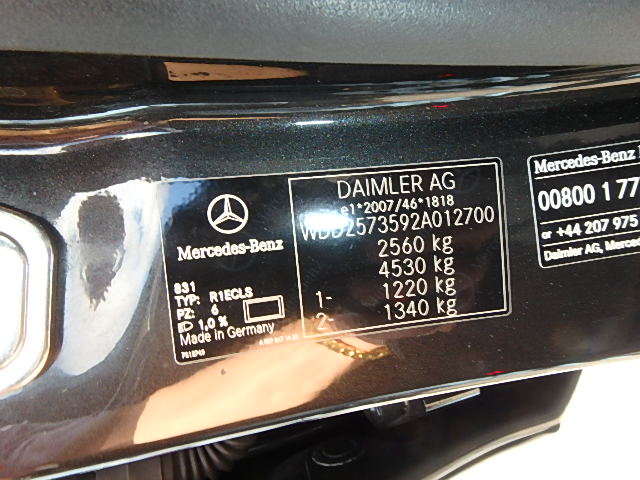 DAIMLER AG
e1*2007/46*1818
WDD2573592A012700
2560 kg
4530 kg
1- 1220 kg
2- 1340 kg
Mercedes-Benz
831
TYP: R1ECLS
PZ: 6
1,0 %
Made in Germany
Mercedes-Benz
00800 1 77
or +44 207 975
Daimler AG, Merced